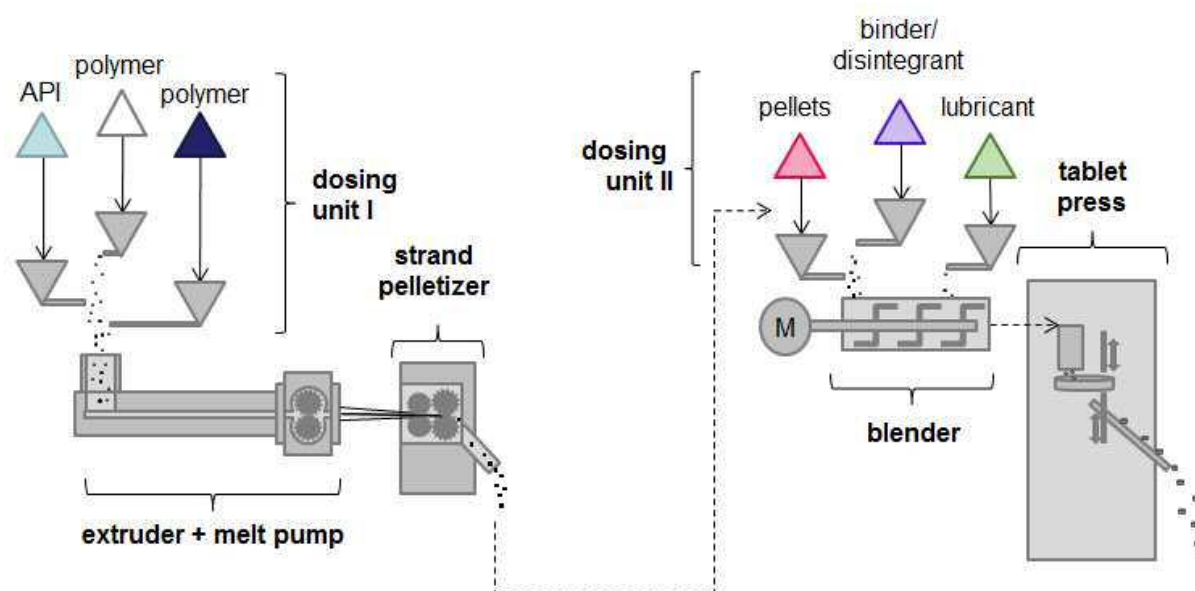 API
polymer
polymer
dosing
unit I
strand
pelletizer
extruder + melt pump
dosing
unit II
pellets
binder/
disintegrant
lubricant
M
blender
tablet
press